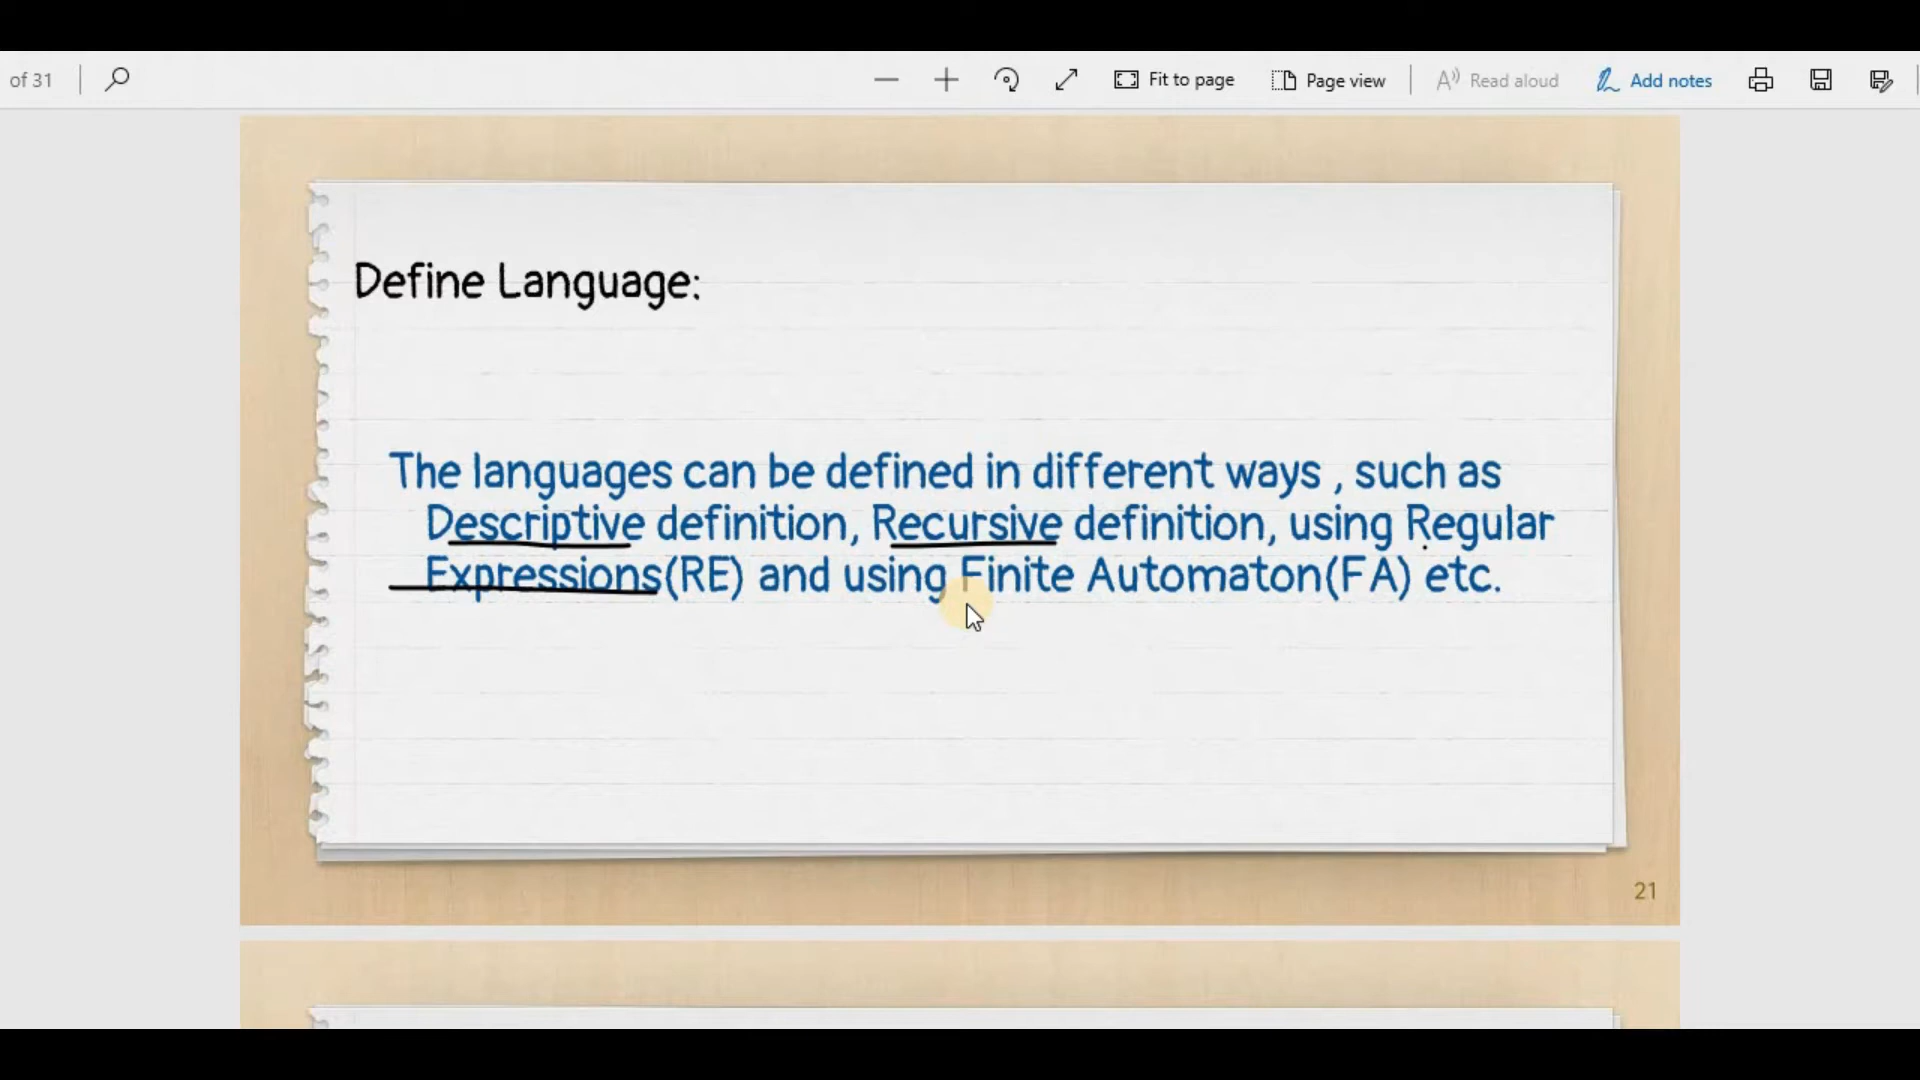 of 31
Fit to page
Page view
Read aloud
Add notes
Define Language:
The languages can be defined in different ways , such as
Descriptive definition, Recursive definition, using Regular
Expressions(RE) and using Finite Automaton(FA) etc.
21